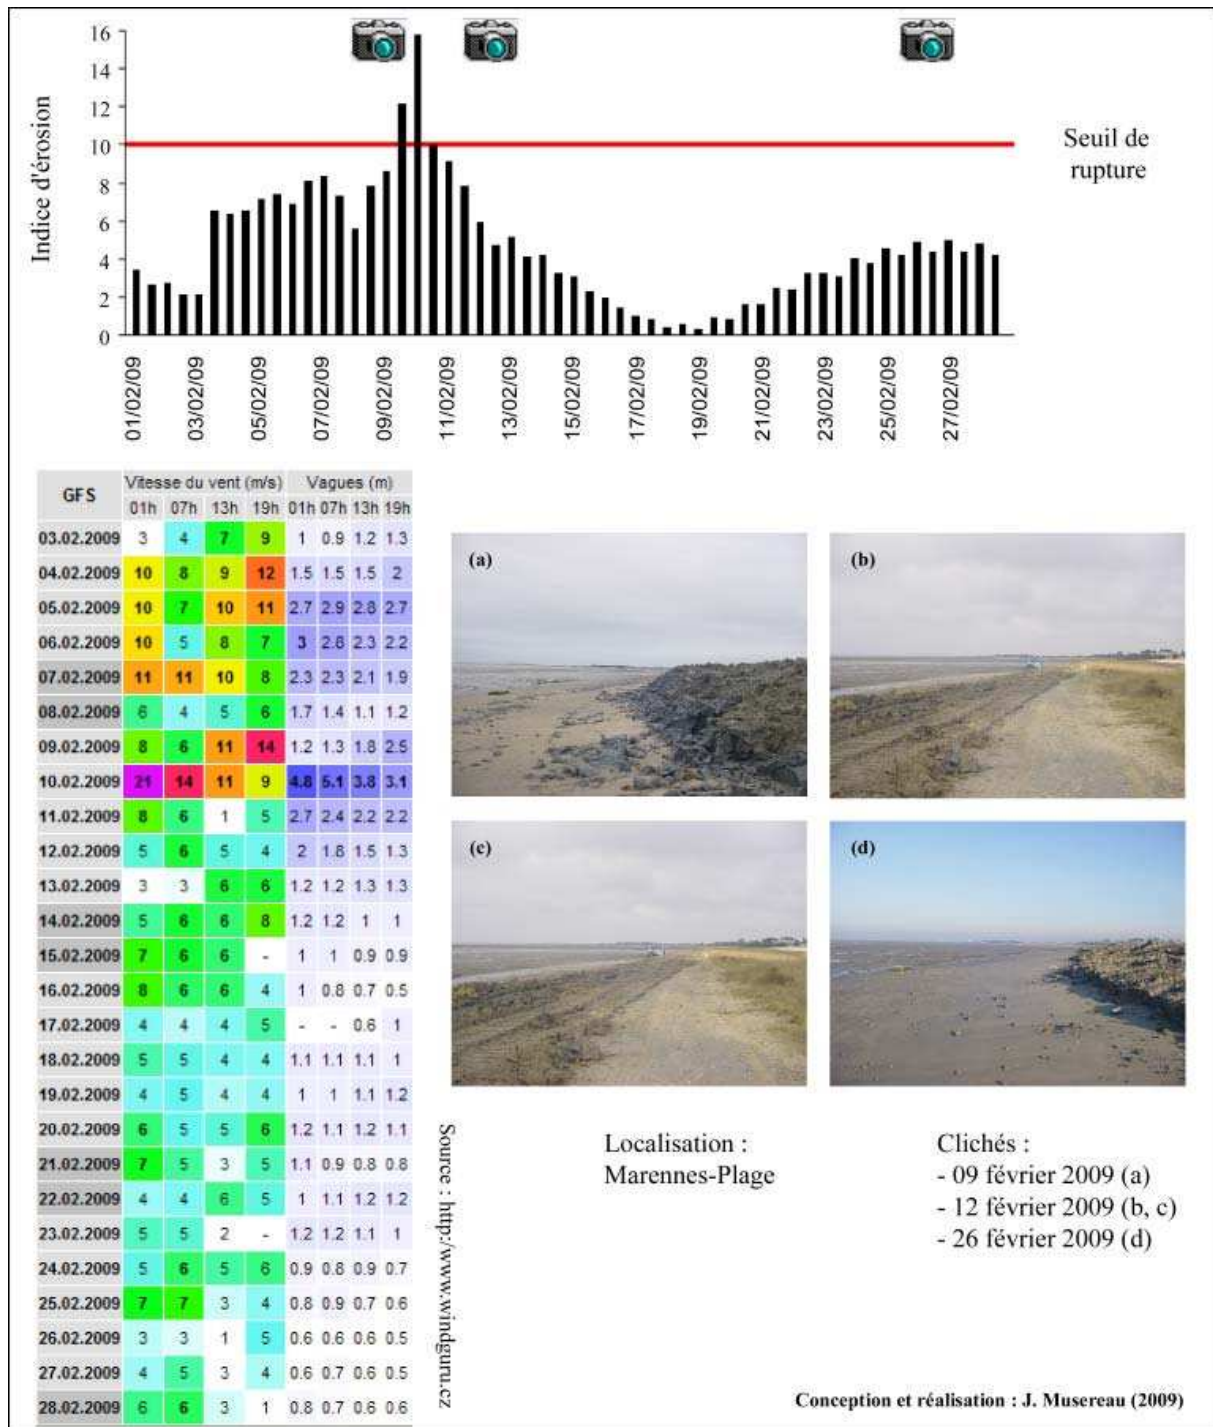 16
14
12
10
8
6
4
2
0
Indice d'érosion
Seuil de
rupture
01/02/09
03/02/09
05/02/09
07/02/09
09/02/09
11/02/09
13/02/09
15/02/09
17/02/09
19/02/09
21/02/09
23/02/09
25/02/09
27/02/09
GFS Vitesse du vent (m/s) Vagues (m)
01h 07h 13h 19h 01h 07h 13h 19h
03.02.2009 3 4 7 9 1 0.9 1.2 1.3
04.02.2009 10 8 9 12 1.5 1.5 1.5 2
05.02.2009 10 7 10 11 2.7 2.9 2.8 2.7
06.02.2009 10 5 8 7 3 2.8 2.3 2.2
07.02.2009 11 11 10 8 2.3 2.3 2.1 1.9
08.02.2009 6 4 5 6 1.7 1.4 1.1 1.2
09.02.2009 8 6 11 14 1.2 1.3 1.8 2.5
10.02.2009 21 14 11 9 4.8 5.1 3.8 3.1
11.02.2009 8 6 1 5 2.7 2.4 2.2 2.2
12.02.2009 5 6 5 4 2 1.8 1.5 1.3
13.02.2009 3 3 6 6 1.2 1.2 1.3 1.3
14.02.2009 5 6 6 8 1.2 1.2 1 1
15.02.2009 7 6 6 - 1 1 0.9 0.9
16.02.2009 8 6 6 4 1 0.8 0.7 0.5
17.02.2009 4 4 4 5 - - 0.6 1
18.02.2009 5 5 4 4 1.1 1.1 1.1 1
19.02.2009 4 5 4 4 1 1 1.1 1.2
20.02.2009 6 5 5 6 1.2 1.1 1.2 1.1
21.02.2009 7 5 3 5 1.1 0.9 0.8 0.8
22.02.2009 4 4 6 5 1 1.1 1.2 1.2
23.02.2009 5 5 2 - 1.2 1.2 1.1 1
24.02.2009 5 6 5 6 0.9 0.8 0.9 0.7
25.02.2009 7 7 3 4 0.8 0.9 0.7 0.6
26.02.2009 3 3 1 5 0.6 0.6 0.6 0.5
27.02.2009 4 5 3 4 0.6 0.7 0.6 0.5
28.02.2009 6 6 3 1 0.8 0.7 0.6 0.6
Source : http:/www.windguru.cz
(a)
(b)
(c)
(d)
Localisation :
Marennes-Plage
Clichés :
- 09 février 2009 (a)
- 12 février 2009 (b, c)
- 26 février 2009 (d)
Conception et réalisation : J. Musereau (2009)